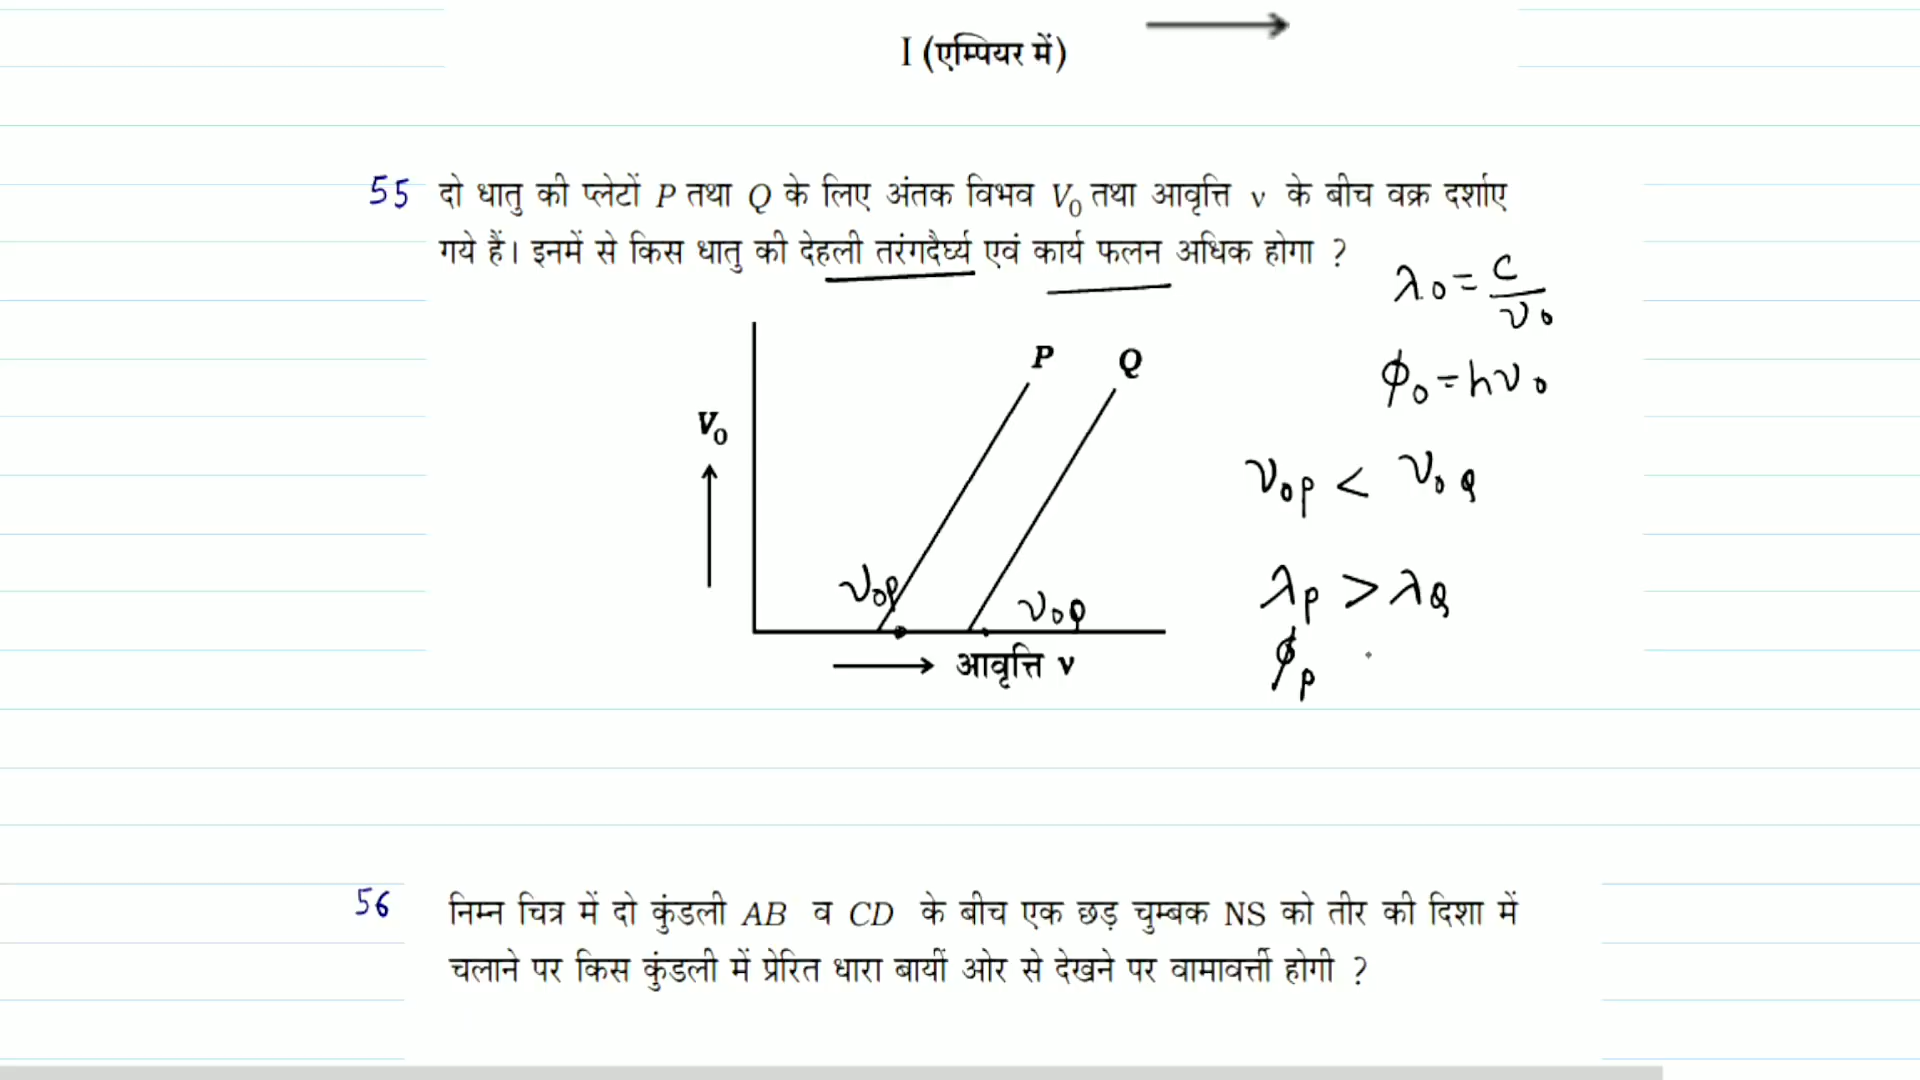 I (एम्पियर में)
55 दो धातु की प्लेटों P तथा Q के लिए अंतक विभव V₀ तथा आवृत्ति ν के बीच वक्र दर्शाए
गये हैं। इनमें से किस धातु की देहली तरंगदैर्घ्य एवं कार्य फलन अधिक होगा ?
λ₀ = c/ν₀
P
Q
ϕ₀ = hν₀
V₀
ν₀P < ν₀Q
ν₀P
ν₀Q
λP > λQ
आवृत्ति ν
ϕP
56 निम्न चित्र में दो कुंडली AB व CD के बीच एक छड़ चुम्बक NS को तीर की दिशा में
चलाने पर किस कुंडली में प्रेरित धारा बायीं ओर से देखने पर वामावर्त्ती होगी ?